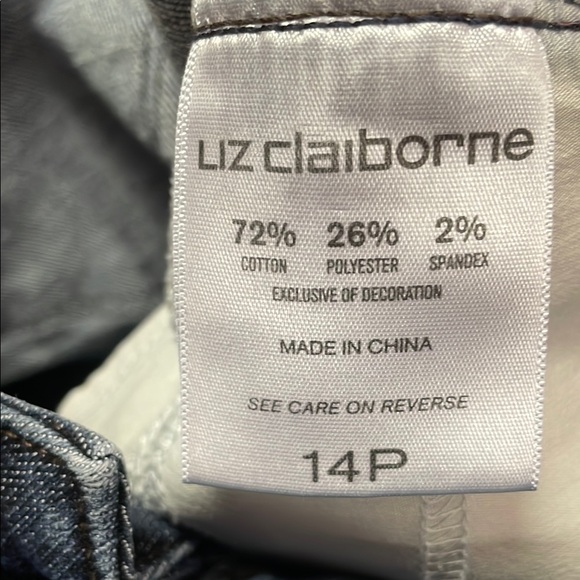 LIZ claiborne
72% 26% 2%
COTTON POLYESTER SPANDEX
EXCLUSIVE OF DECORATION
MADE IN CHINA
SEE CARE ON REVERSE
14P